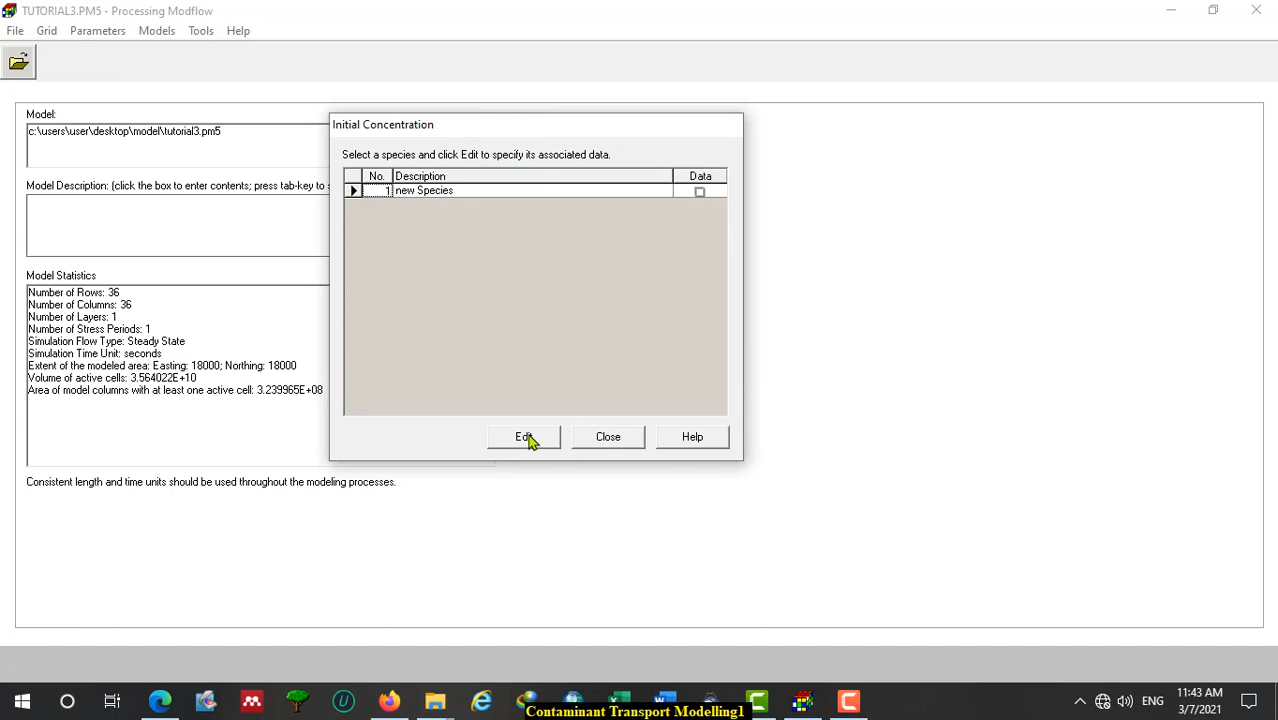 TUTORIAL3.PM5 - Processing Modflow
File Grid Parameters Models Tools Help
Model:
c:\users\user\desktop\model\tutorial3.pm5
Model Description: (click the box to enter contents; press tab-key to s
Model Statistics
Number of Rows: 36
Number of Columns: 36
Number of Layers: 1
Number of Stress Periods: 1
Simulation Flow Type: Steady State
Simulation Time Unit: seconds
Extent of the modeled area: Easting: 18000; Northing: 18000
Volume of active cells: 3.564022E+10
Area of model columns with at least one active cell: 3.239965E+08
Consistent length and time units should be used throughout the modeling processes.
Initial Concentration
Select a species and click Edit to specify its associated data.
No. Description Data
1 new Species
Edit Close Help
ENG
11:43 AM
3/7/2021
Contaminant Transport Modelling1